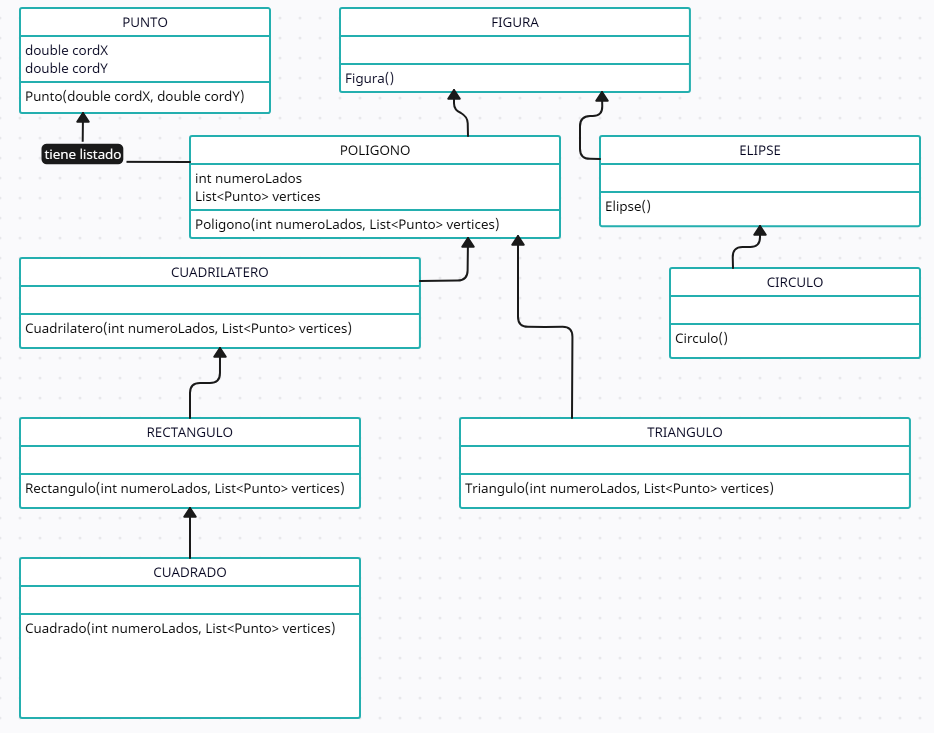 PUNTO
double cordX
double cordY
Punto(double cordX, double cordY)
FIGURA
Figura()
tiene listado
POLIGONO
int numeroLados
List<Punto> vertices
Poligono(int numeroLados, List<Punto> vertices)
ELIPSE
Elipse()
CUADRILATERO
Cuadrilatero(int numeroLados, List<Punto> vertices)
CIRCULO
Circulo()
RECTANGULO
Rectangulo(int numeroLados, List<Punto> vertices)
TRIANGULO
Triangulo(int numeroLados, List<Punto> vertices)
CUADRADO
Cuadrado(int numeroLados, List<Punto> vertices)